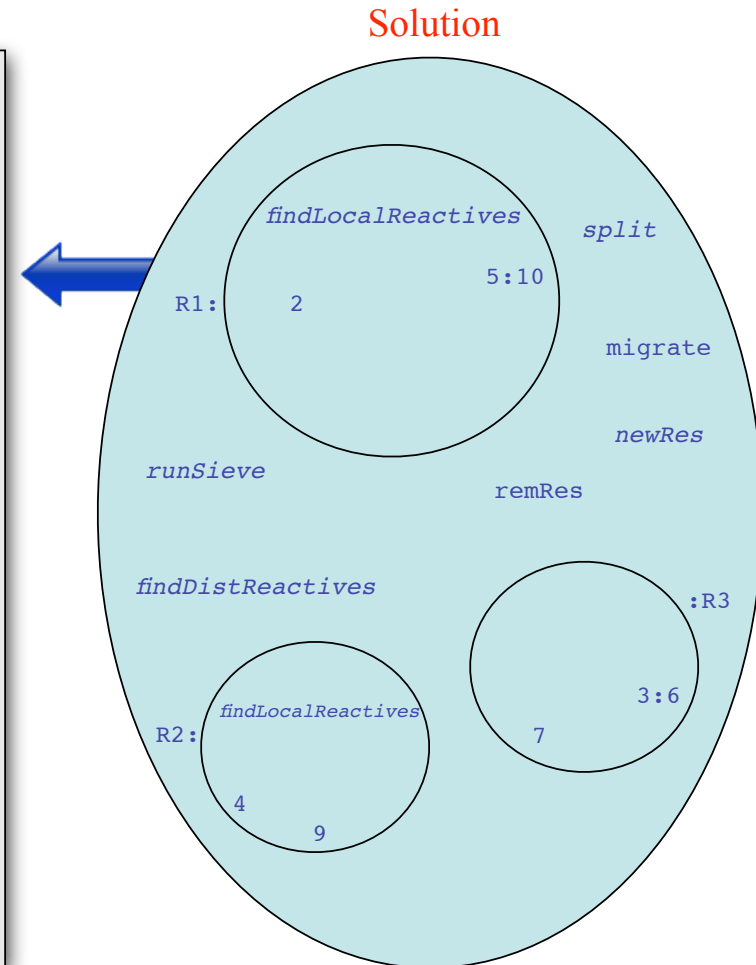 Solution
findLocalReactives
split
5:10
R1:
2
migrate
newRes
runSieve
remRes
findDistReactives
:R3
3:6
findLocalReactives
R2:
7
4
9